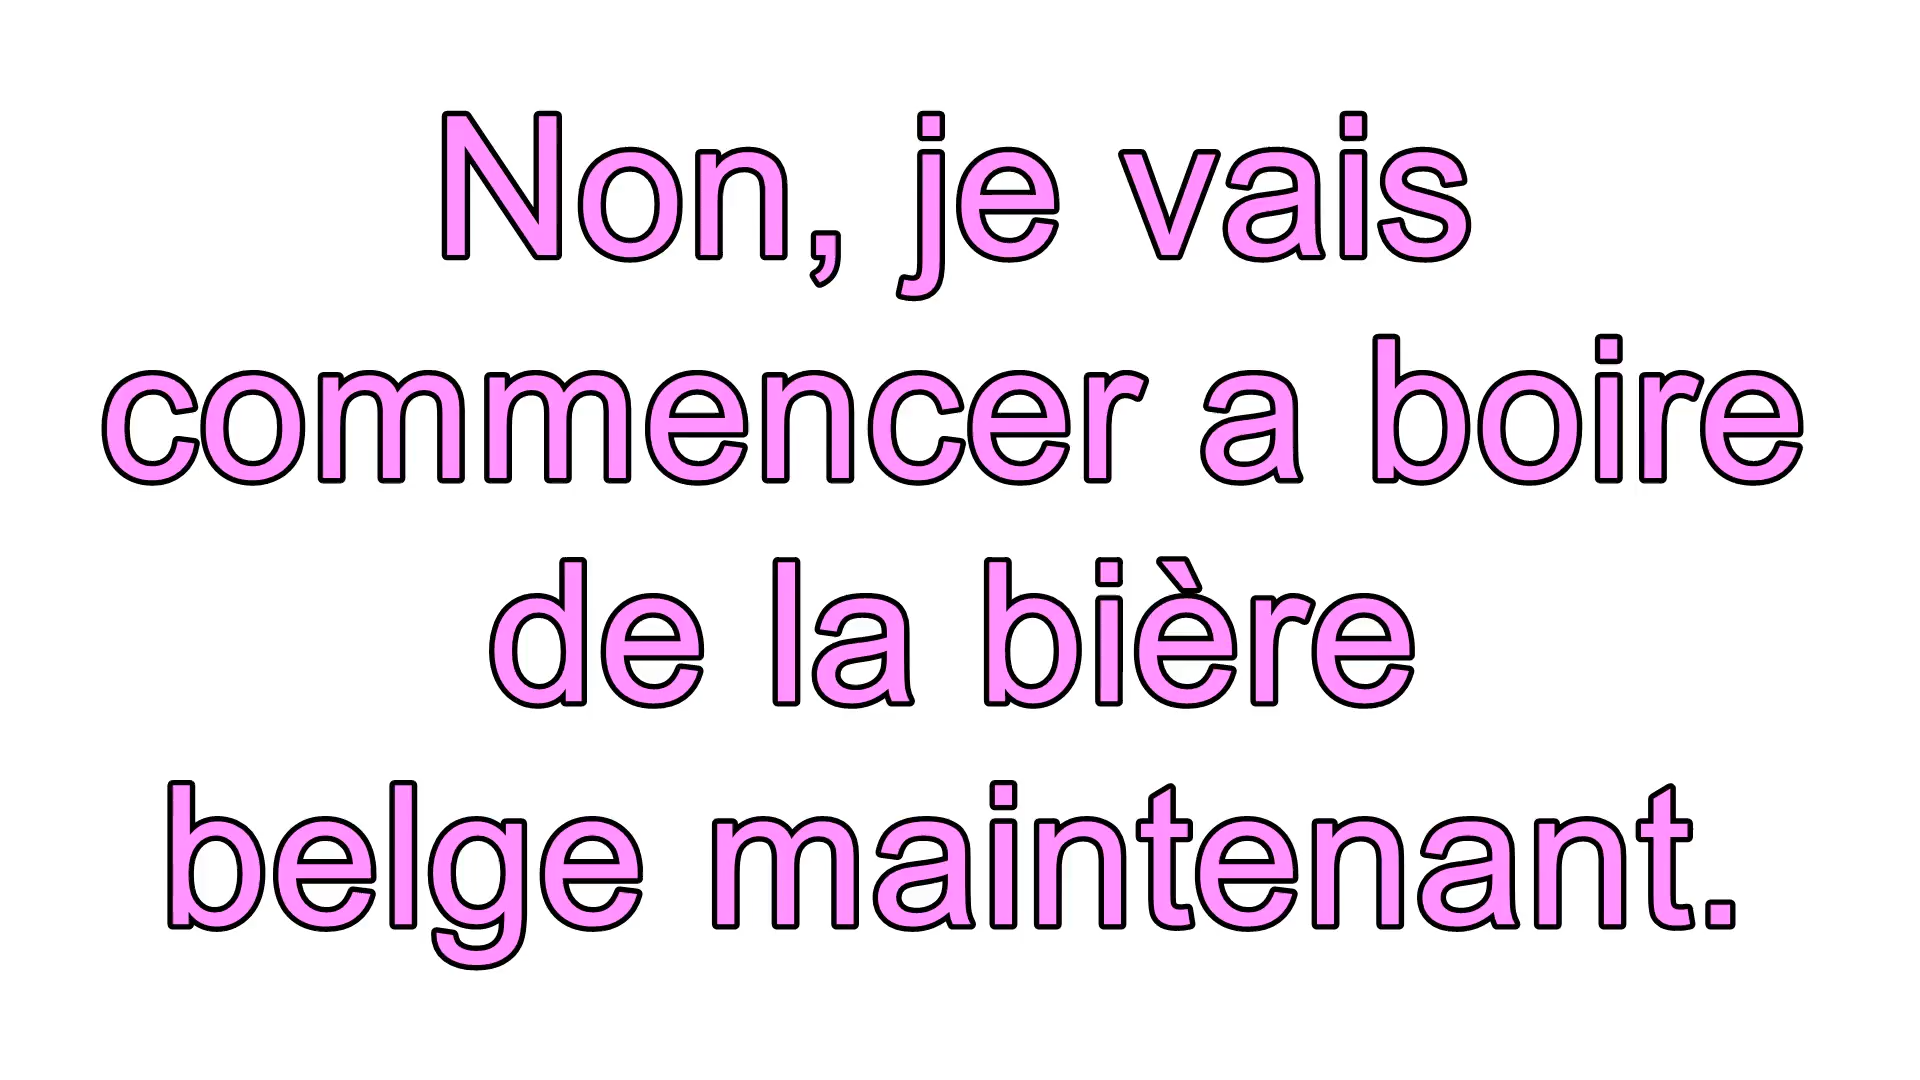 Non, je vais
commencer a boire
de la bière
belge maintenant.